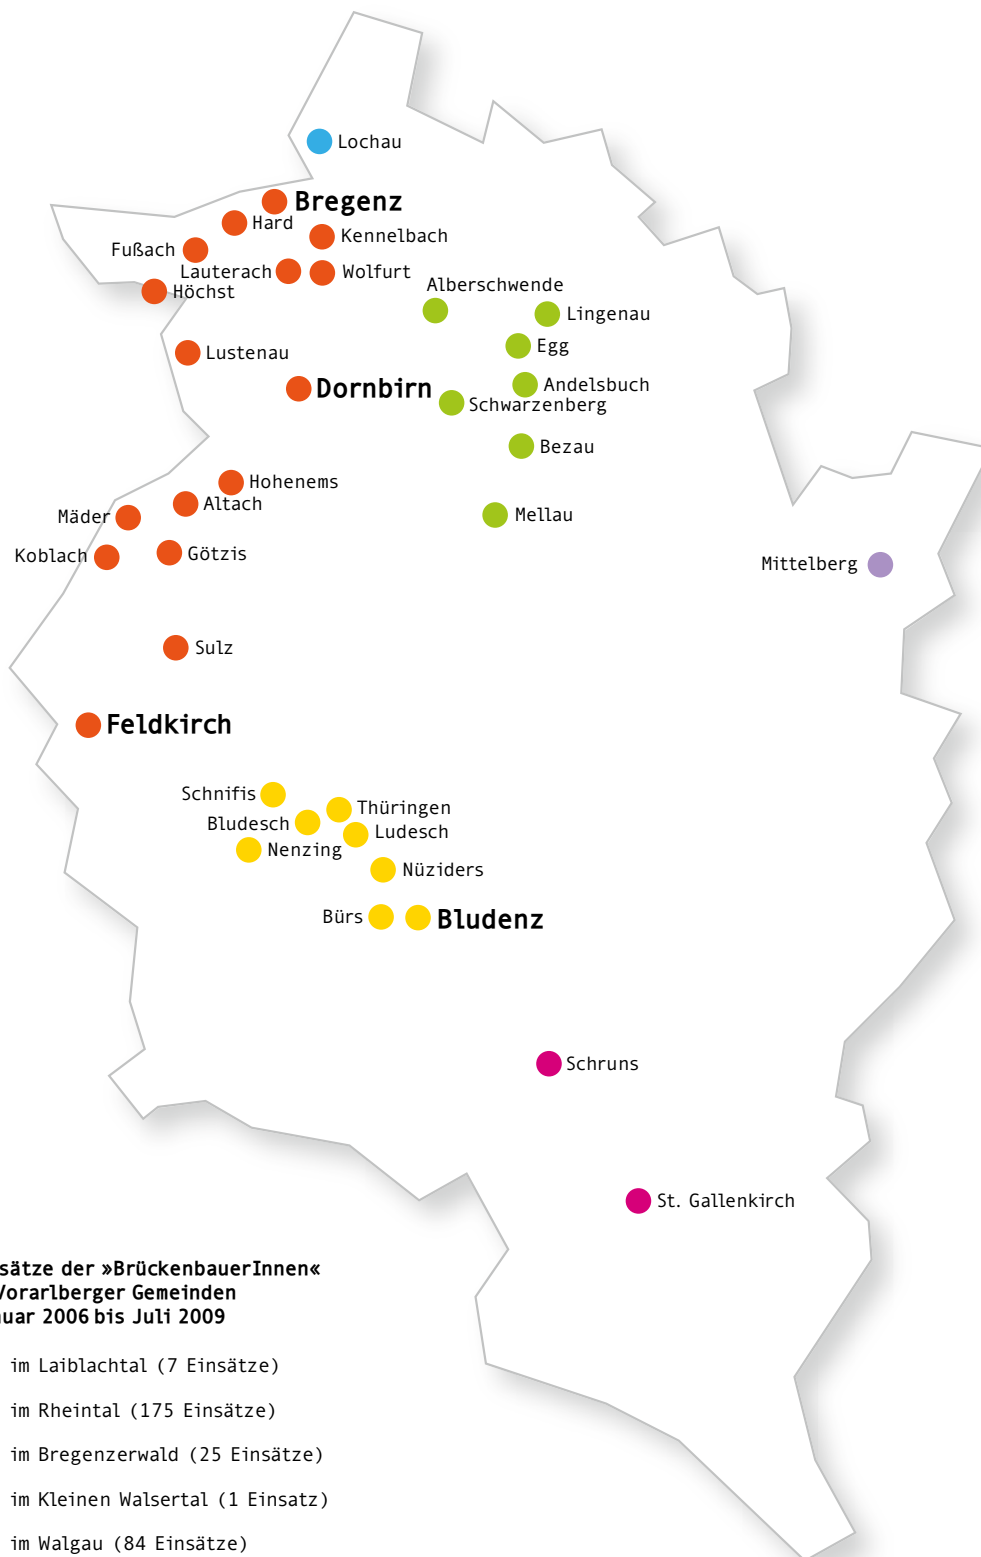 Lochau
Bregenz
Hard
Kennelbach
Fußach
Lauterach
Wolfurt
Höchst
Alberschwende
Lingenau
Egg
Lustenau
Dornbirn
Andelsbuch
Schwarzenberg
Bezau
Hohenems
Altach
Mäder
Mellau
Koblach
Götzis
Mittelberg
Sulz
Feldkirch
Schnifis
Thüringen
Bludesch
Ludesch
Nenzing
Nüziders
Bürs
Bludenz
Schruns
St. Gallenkirch
sätze der »BrückenbauerInnen«
Vorarlberger Gemeinden
uar 2006 bis Juli 2009
im Laiblachtal (7 Einsätze)
im Rheintal (175 Einsätze)
im Bregenzerwald (25 Einsätze)
im Kleinen Walsertal (1 Einsatz)
im Walgau (84 Einsätze)